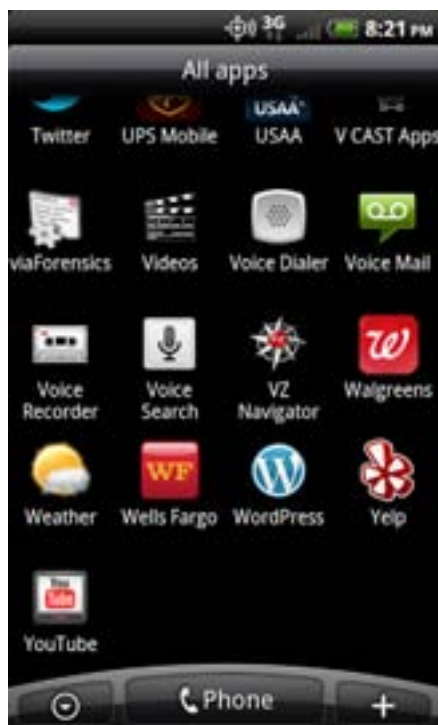 3G 8:21 PM
All apps
USAA
Twitter UPS Mobile USAA V CAST Apps
viaForensics Videos Voice Dialer Voice Mail
Voice Recorder Voice Search VZ Navigator Walgreens
WF
Weather Wells Fargo WordPress Yelp
You
Tube
YouTube
Phone